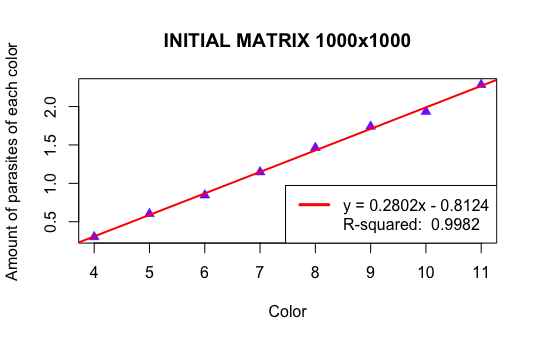 INITIAL MATRIX 1000x1000
Amount of parasites of each color
2.0
1.5
1.0
0.5
y = 0.2802x - 0.8124
R-squared: 0.9982
4 5 6 7 8 9 10 11
Color